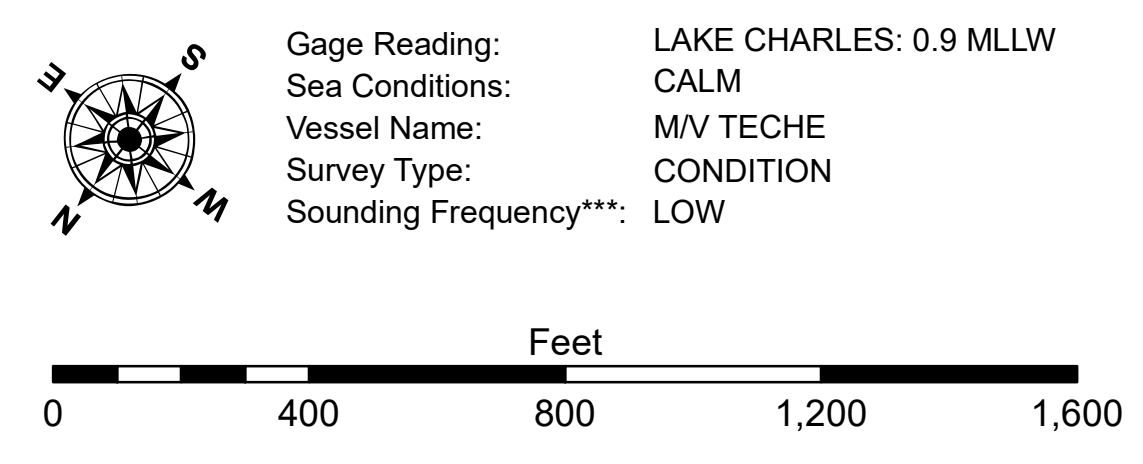 S
E
W
N
Gage Reading: LAKE CHARLES: 0.9 MLLW
Sea Conditions: CALM
Vessel Name: M/V TECHE
Survey Type: CONDITION
Sounding Frequency***: LOW
Feet
0 400 800 1,200 1,600